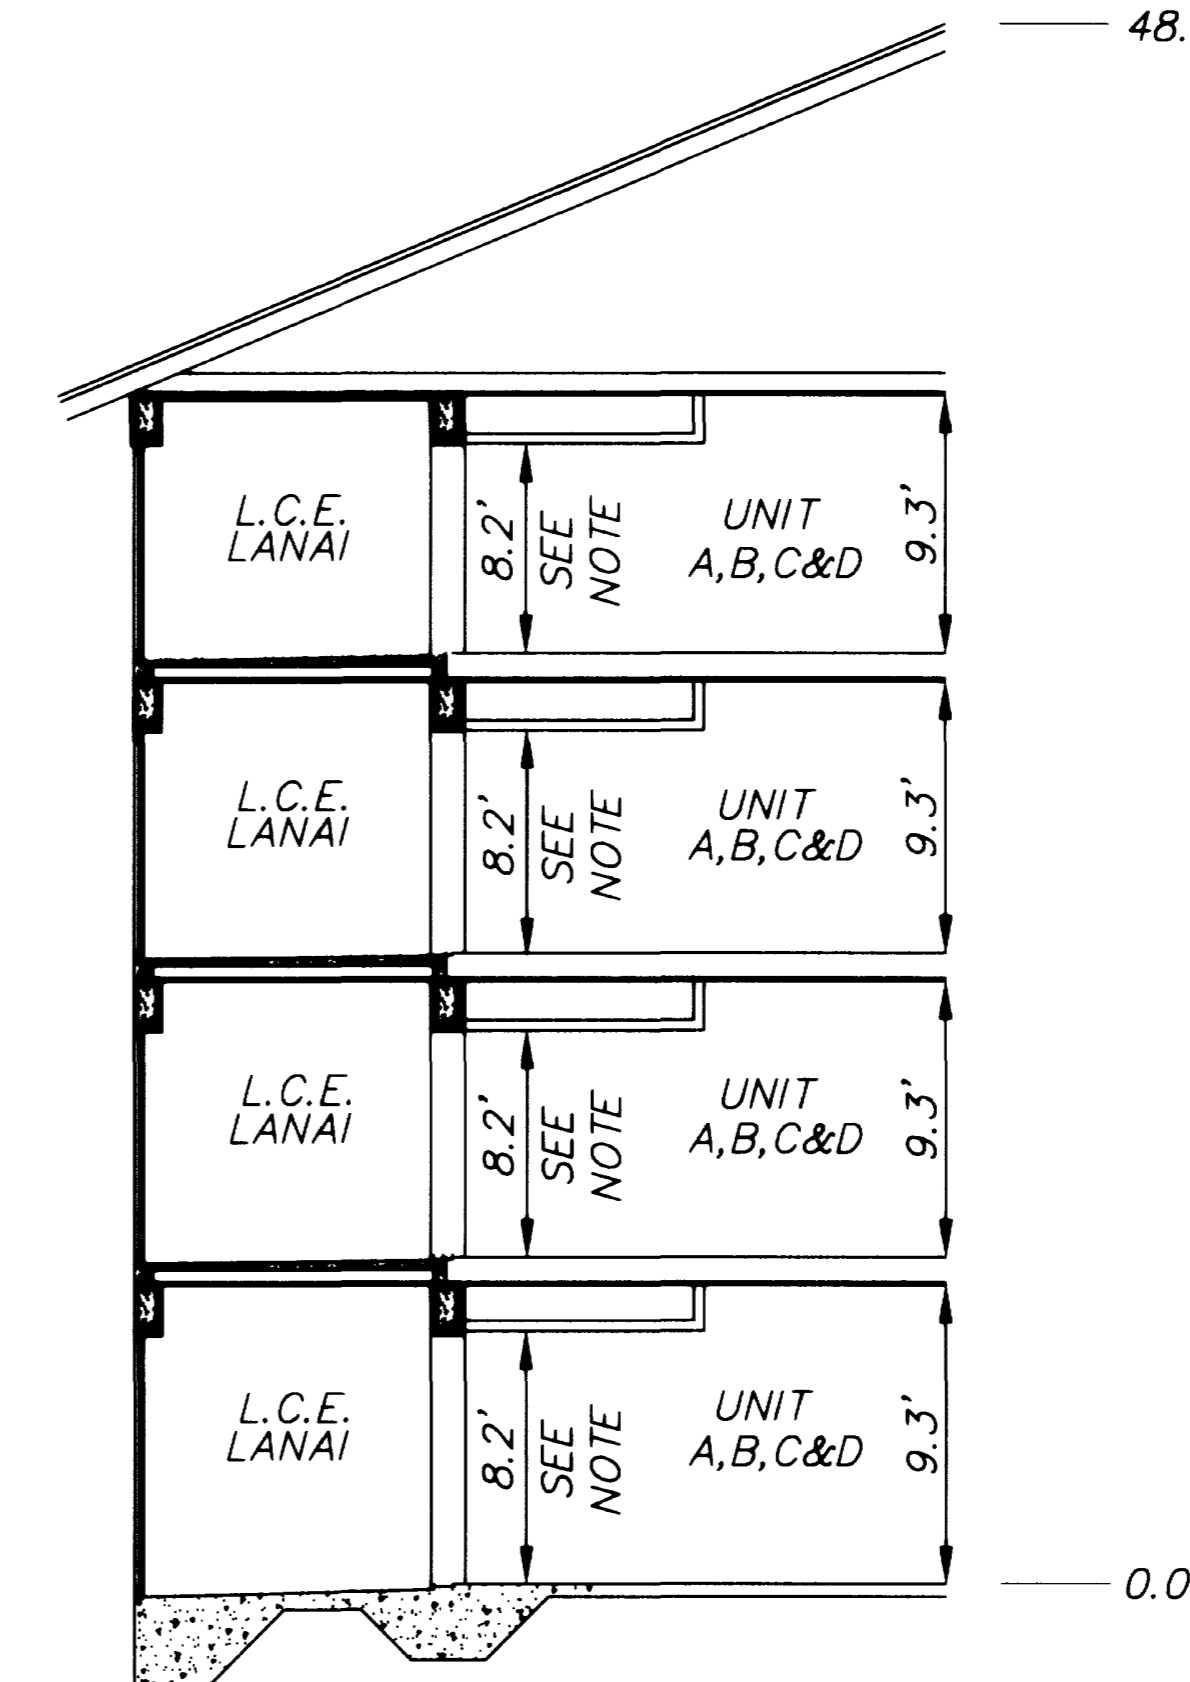 48.
L.C.E.
LANAI
8.2'
SEE
NOTE
UNIT
A,B,C&D
9.3'
L.C.E.
LANAI
8.2'
SEE
NOTE
UNIT
A,B,C&D
9.3'
L.C.E.
LANAI
8.2'
SEE
NOTE
UNIT
A,B,C&D
9.3'
L.C.E.
LANAI
8.2'
SEE
NOTE
UNIT
A,B,C&D
9.3'
0.0